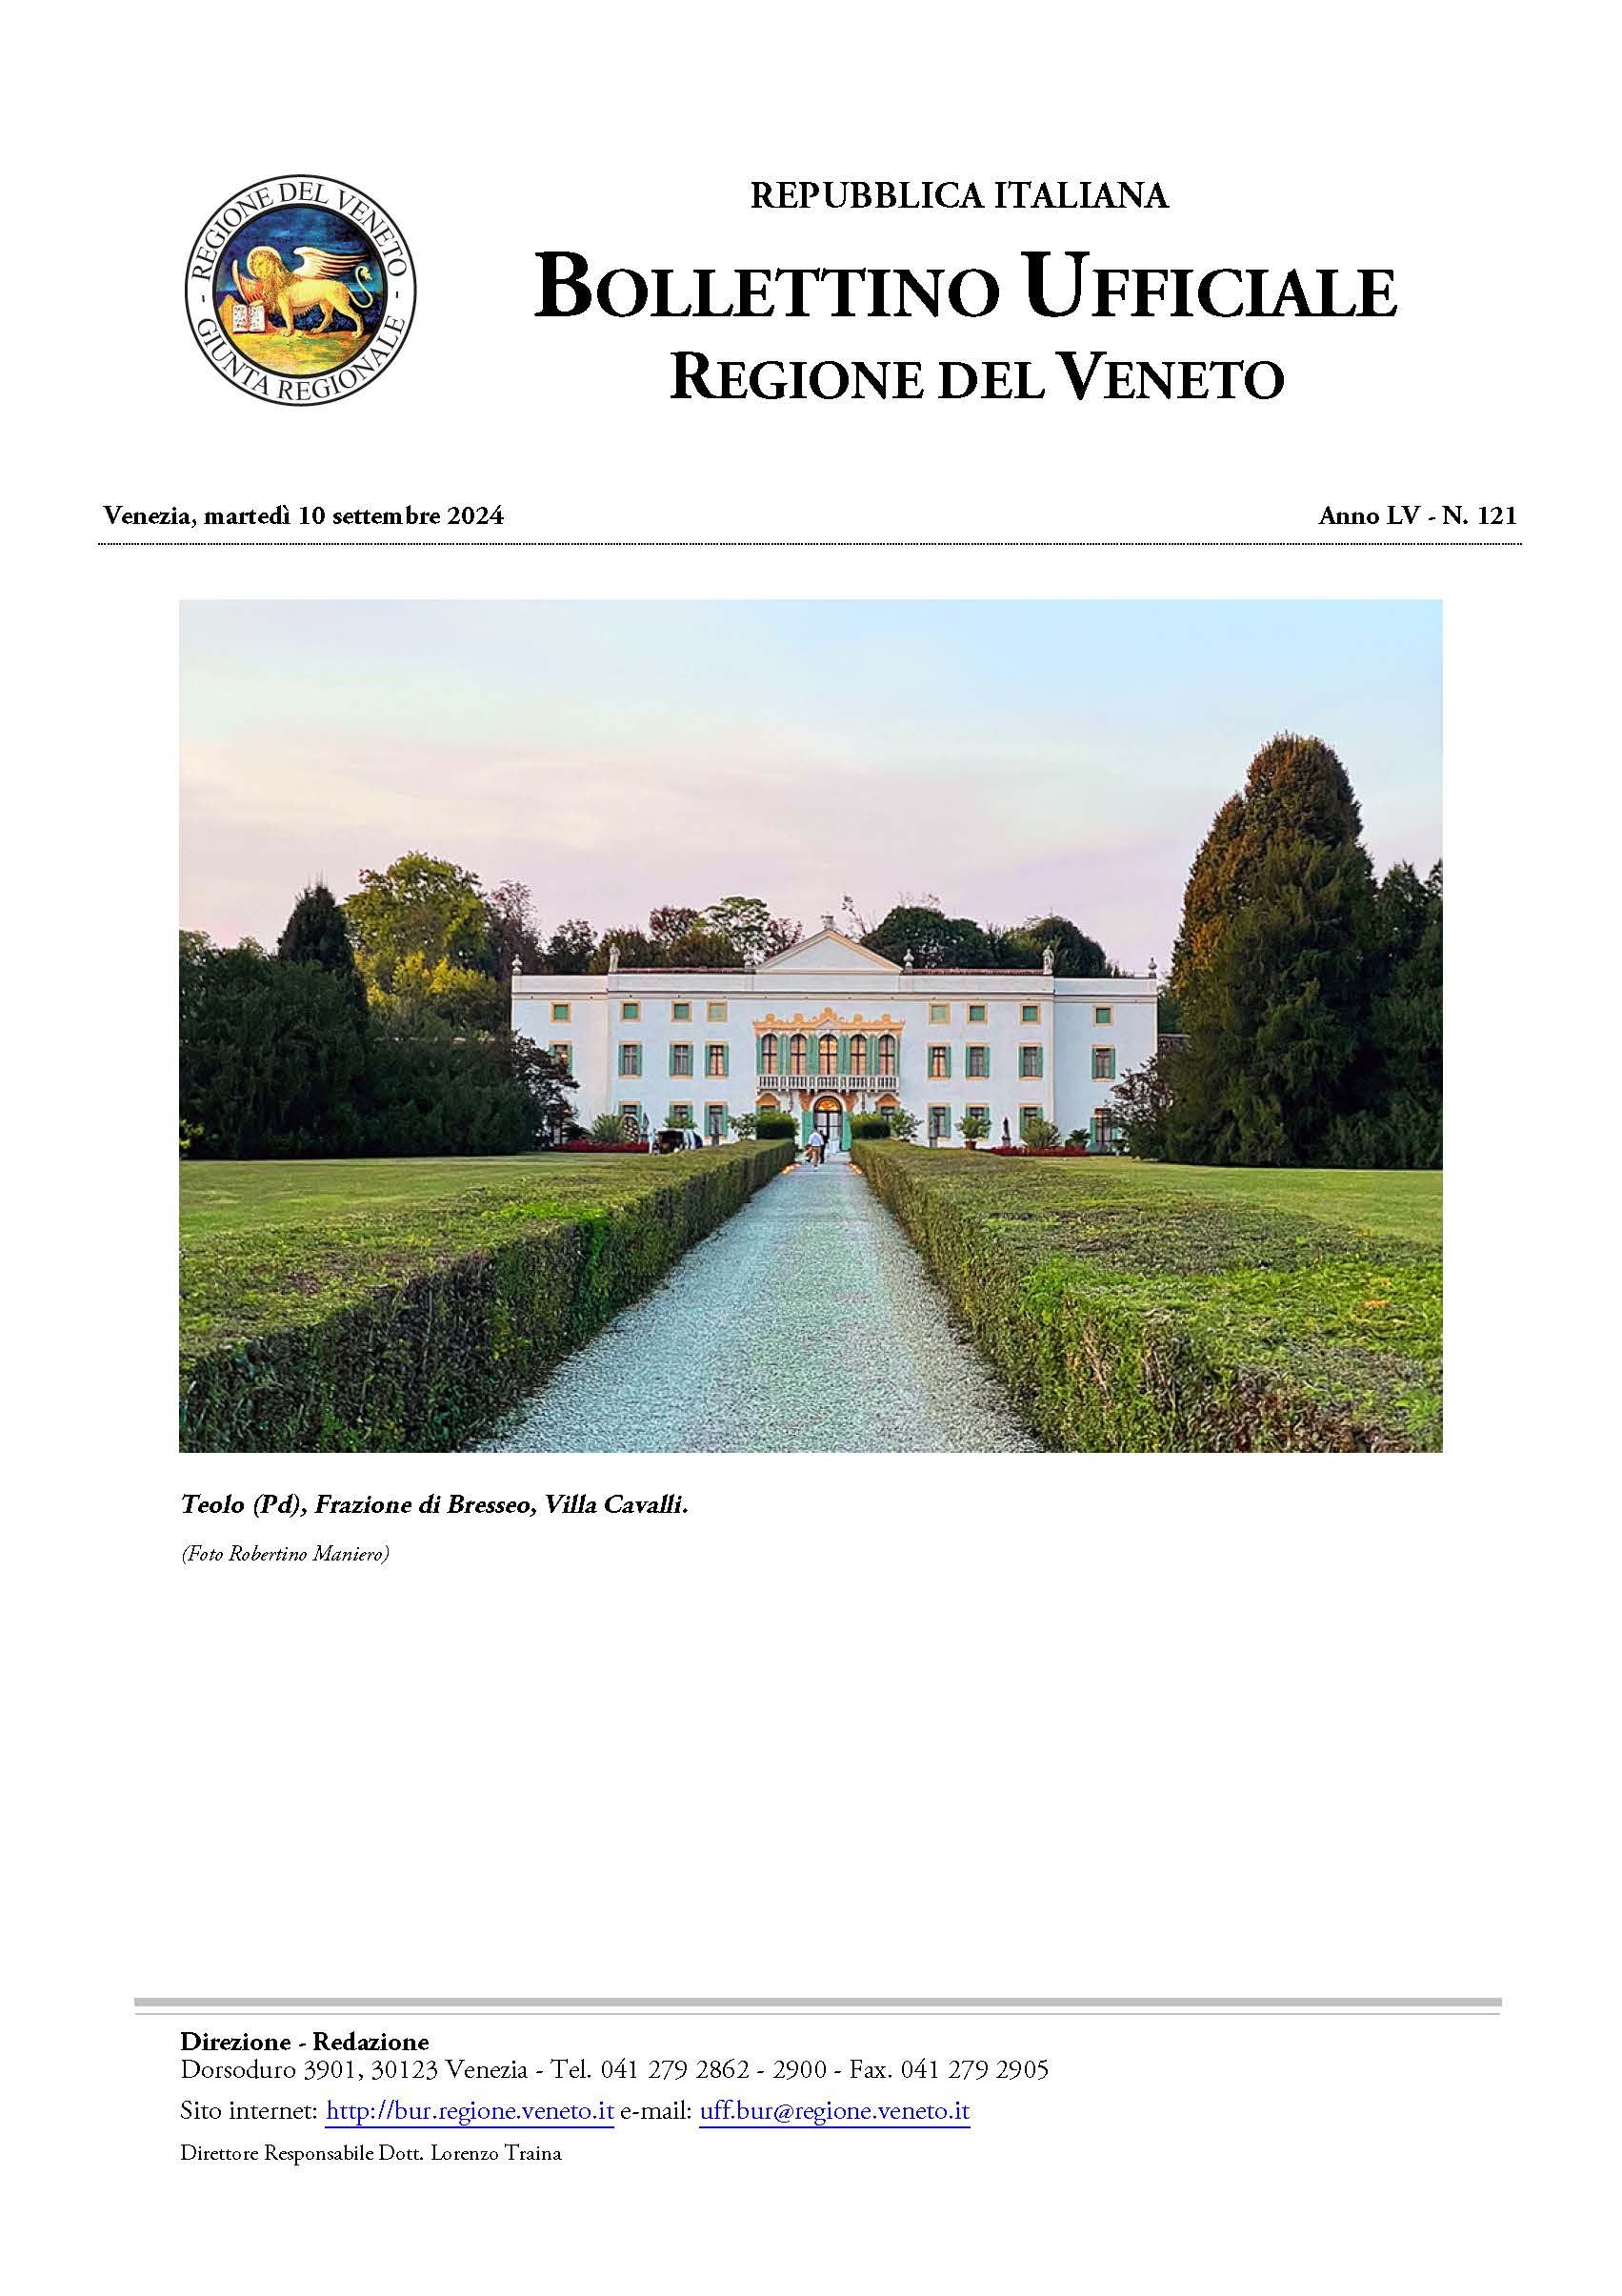 REGIONE DEL VENETO
GIUNTA REGIONALE
REPUBBLICA ITALIANA
BOLLETTINO UFFICIALE
REGIONE DEL VENETO
Venezia, martedì 10 settembre 2024 Anno LV - N. 121
Teolo (Pd), Frazione di Bresseo, Villa Cavalli.
(Foto Robertino Maniero)
Direzione - Redazione
Dorsoduro 3901, 30123 Venezia - Tel. 041 279 2862 - 2900 - Fax. 041 279 2905
Sito internet: http://bur.regione.veneto.it e-mail: uff.bur@regione.veneto.it
Direttore Responsabile Dott. Lorenzo Traina